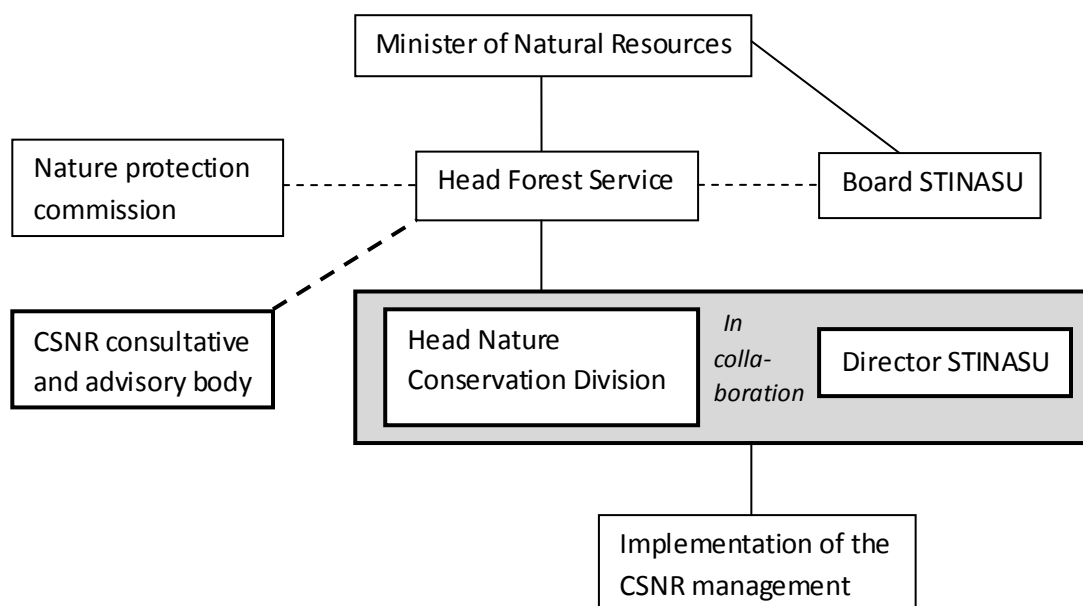 Minister of Natural Resources
Nature protection
commission
Head Forest Service
Board STINASU
CSNR consultative
and advisory body
Head Nature
Conservation Division
In
colla-
boration
Director STINASU
Implementation of the
CSNR management